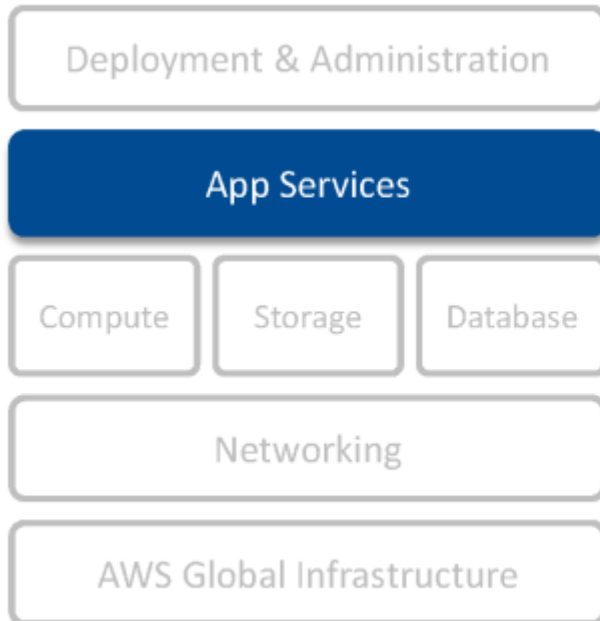 Deployment & Administration
App Services
Compute Storage Database
Networking
AWS Global Infrastructure